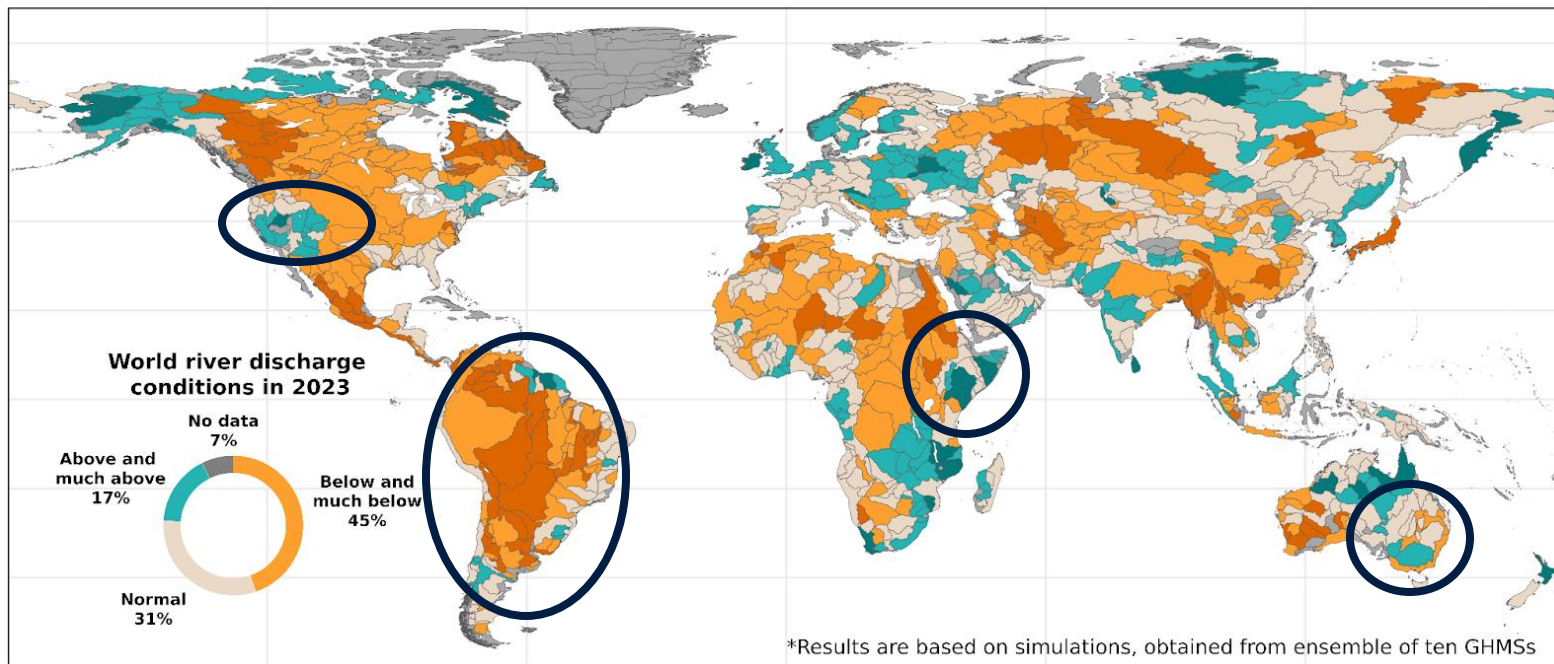 World river discharge
conditions in 2023
No data
7%
Above and
much above
17%
Below and
much below
45%
Normal
31%
*Results are based on simulations, obtained from ensemble of ten GHMSs